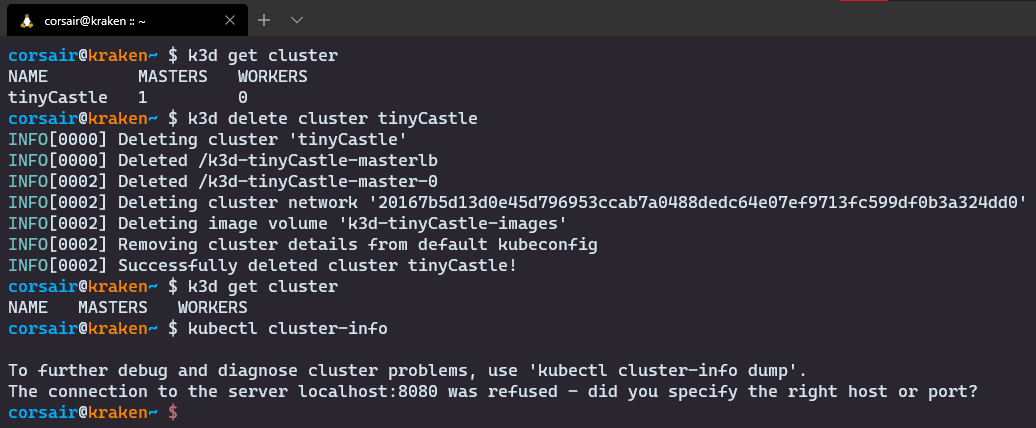 corsair@kraken :: ~
corsair@kraken~ $ k3d get cluster
NAME         MASTERS   WORKERS
tinyCastle   1         0
corsair@kraken~ $ k3d delete cluster tinyCastle
INFO[0000] Deleting cluster 'tinyCastle'
INFO[0000] Deleted /k3d-tinyCastle-masterlb
INFO[0002] Deleted /k3d-tinyCastle-master-0
INFO[0002] Deleting cluster network '20167b5d13d0e45d796953ccab7a0488dedc64e07ef9713fc599df0b3a324dd0'
INFO[0002] Deleting image volume 'k3d-tinyCastle-images'
INFO[0002] Removing cluster details from default kubeconfig
INFO[0002] Successfully deleted cluster tinyCastle!
corsair@kraken~ $ k3d get cluster
NAME   MASTERS   WORKERS
corsair@kraken~ $ kubectl cluster-info
To further debug and diagnose cluster problems, use 'kubectl cluster-info dump'.
The connection to the server localhost:8080 was refused - did you specify the right host or port?
corsair@kraken~ $